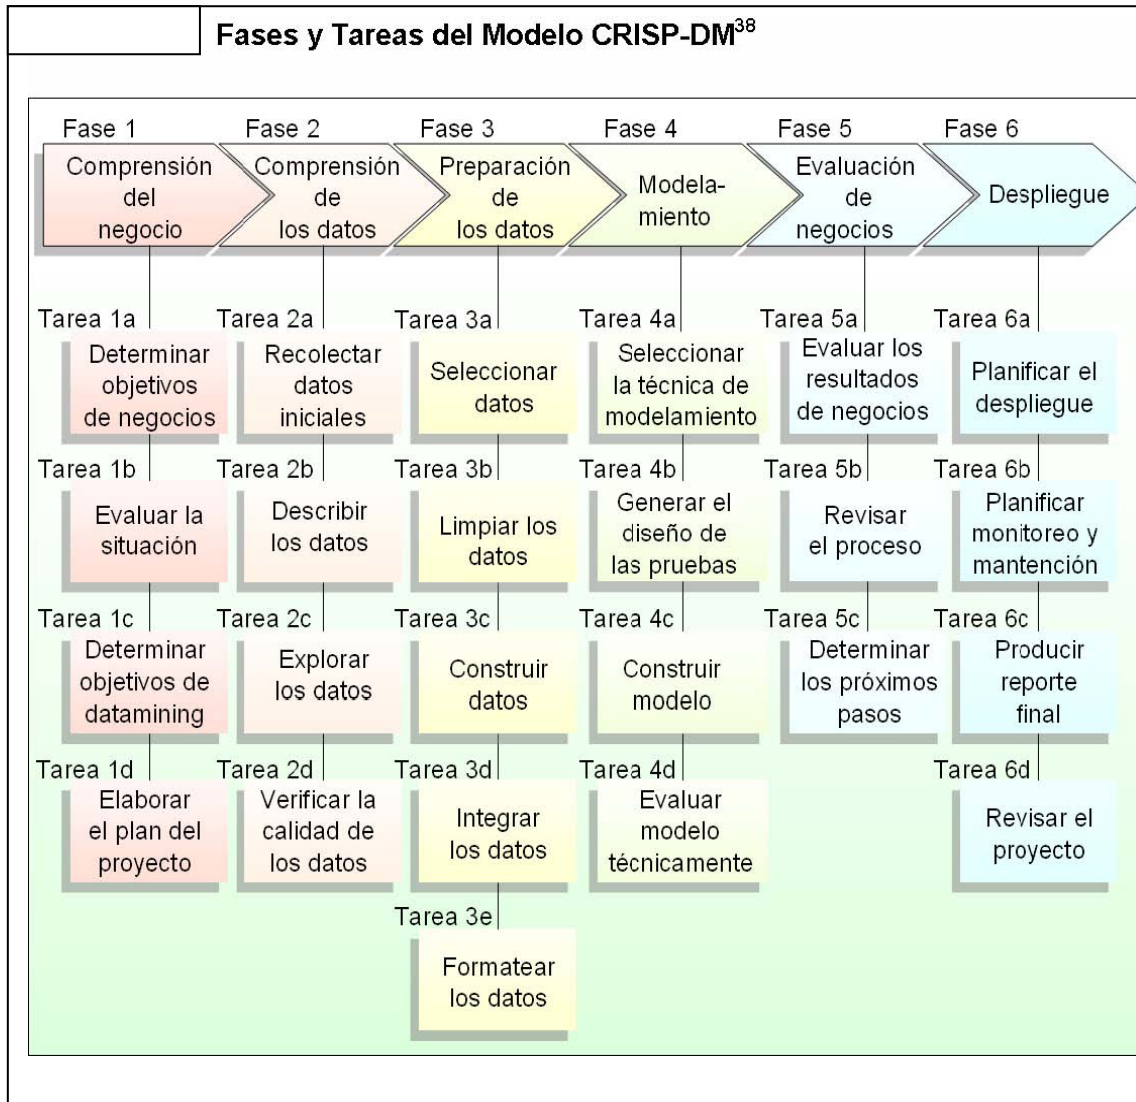 Fases y Tareas del Modelo CRISP-DM38
Fase 1
Comprensión
del
negocio
Fase 2
Comprensión
de
los datos
Fase 3
Preparación
de
los datos
Fase 4
Modela-
miento
Fase 5
Evaluación
de
negocios
Fase 6
Despliegue
Tarea 1a
Determinar
objetivos
de negocios
Tarea 1b
Evaluar la
situación
Tarea 1c
Determinar
objetivos de
datamining
Tarea 1d
Elaborar
el plan del
proyecto
Tarea 2a
Recolectar
datos
iniciales
Tarea 2b
Describir
los datos
Tarea 2c
Explorar
los datos
Tarea 2d
Verificar la
calidad de
los datos
Tarea 3a
Seleccionar
datos
Tarea 3b
Limpiar los
datos
Tarea 3c
Construir
datos
Tarea 3d
Integrar
los datos
Tarea 3e
Formatear
los datos
Tarea 4a
Seleccionar
la técnica de
modelamiento
Tarea 4b
Generar el
diseño de
las pruebas
Tarea 4c
Construir
modelo
Tarea 4d
Evaluar
modelo
técnicamente
Tarea 5a
Evaluar los
resultados
de negocios
Tarea 5b
Revisar
el proceso
Tarea 5c
Determinar
los próximos
pasos
Tarea 6a
Planificar el
despliegue
Tarea 6b
Planificar
monitoreo y
mantención
Tarea 6c
Producir
reporte
final
Tarea 6d
Revisar el
proyecto